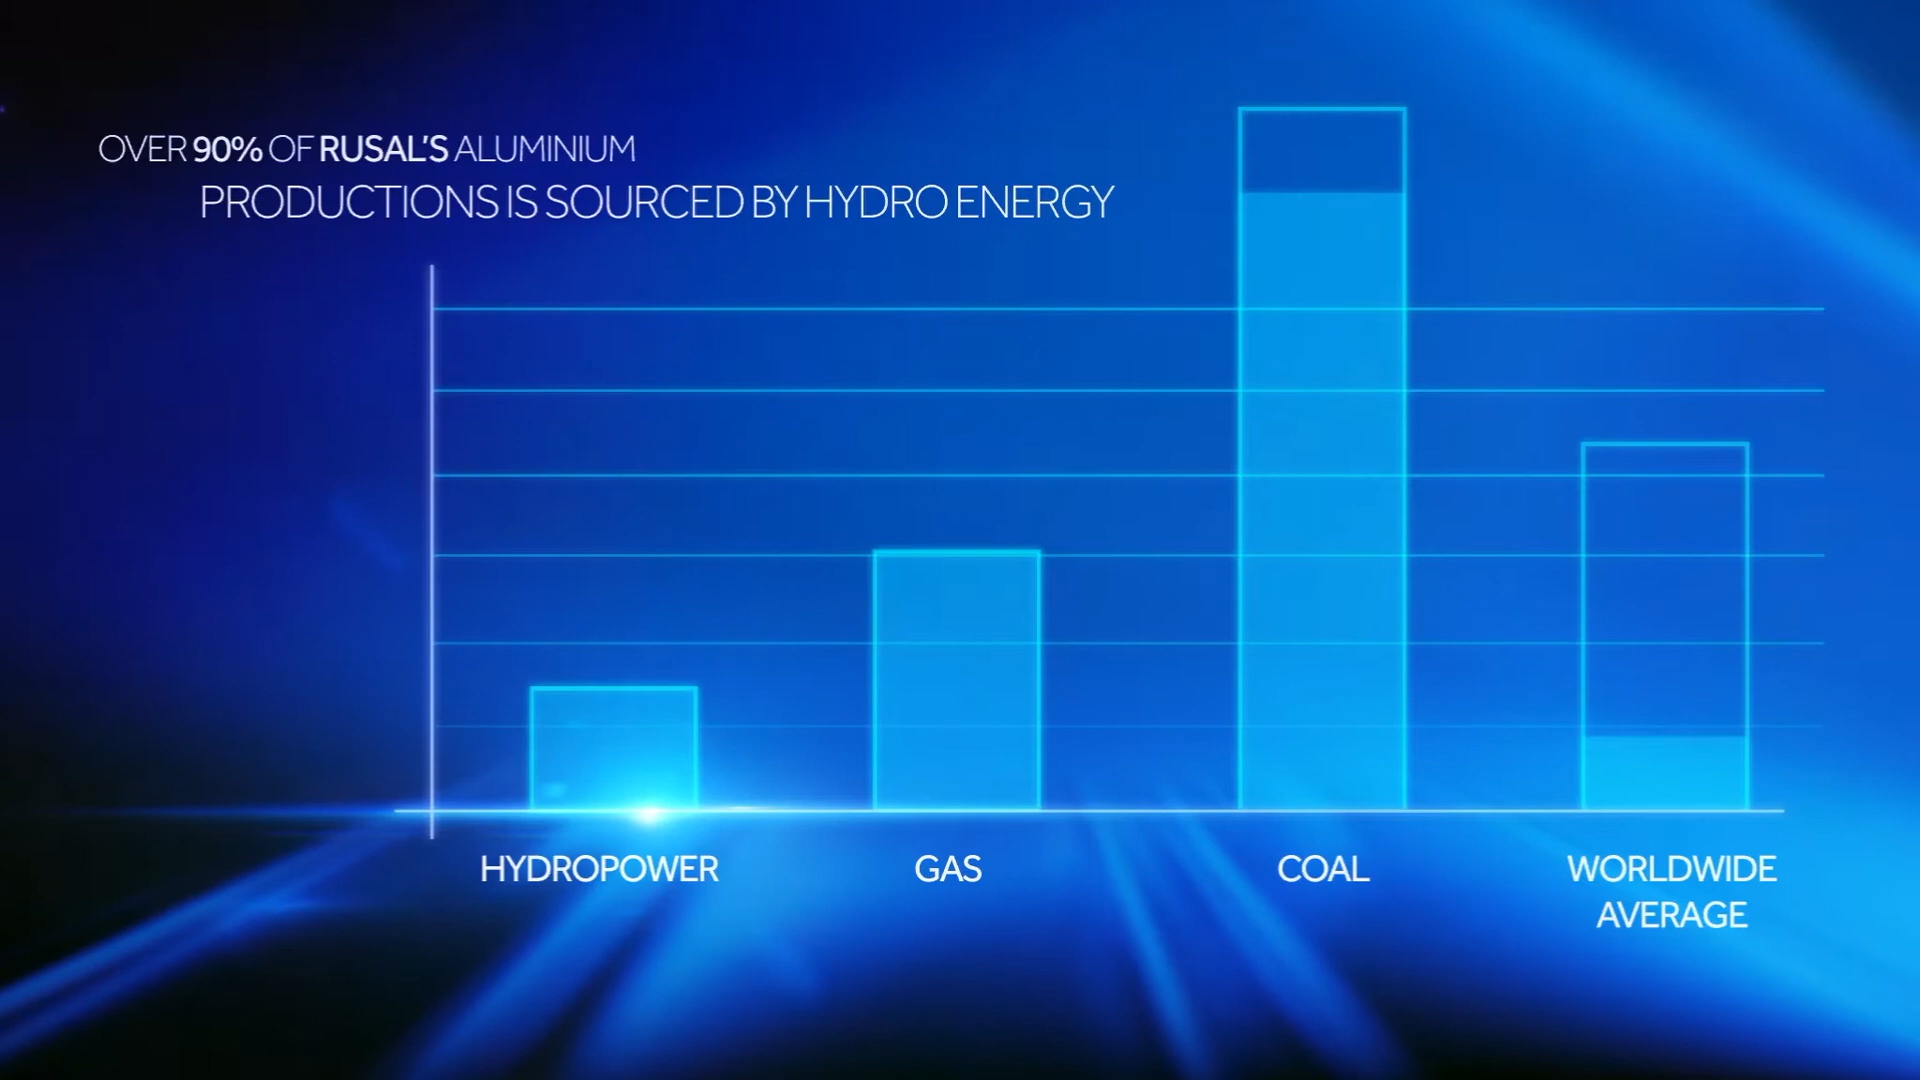 OVER 90% OF RUSAL'S ALUMINIUM
PRODUCTIONS IS SOURCED BY HYDRO ENERGY
HYDROPOWER
GAS
COAL
WORLDWIDE
AVERAGE